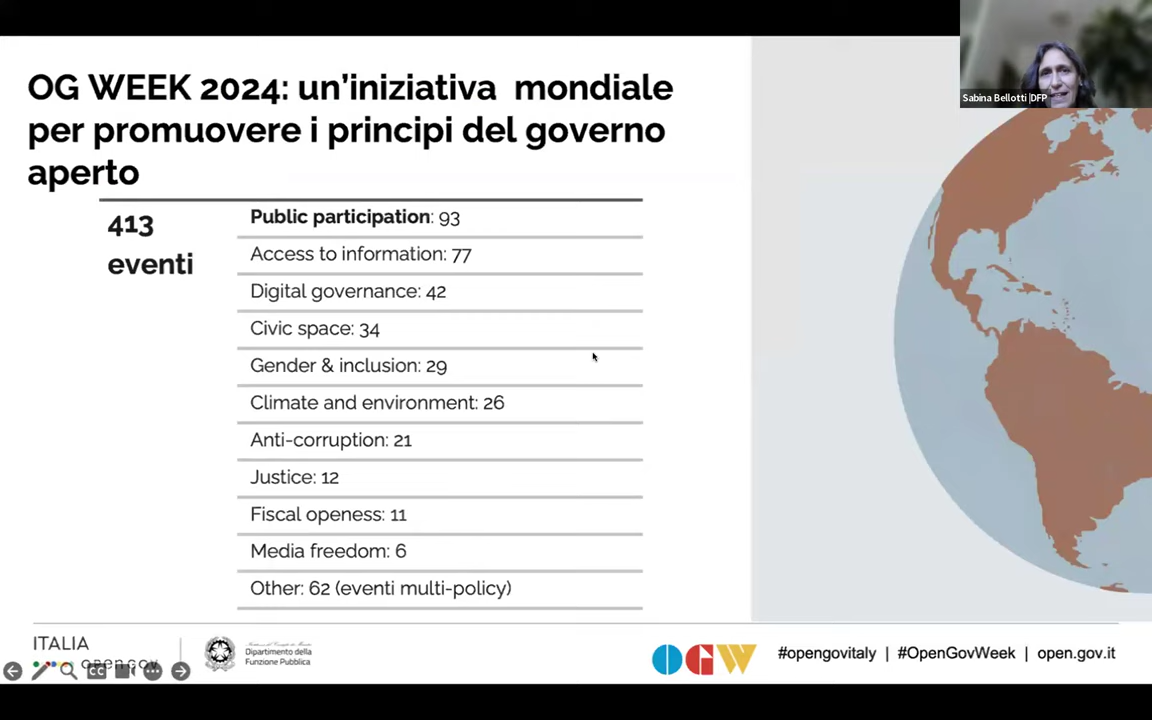 OG WEEK 2024: un'iniziativa mondiale
per promuovere i principi del governo
aperto
Sabina Bellotti |DFP
413
eventi
Public participation: 93
Access to information: 77
Digital governance: 42
Civic space: 34
Gender & inclusion: 29
Climate and environment: 26
Anti-corruption: 21
Justice: 12
Fiscal openess: 11
Media freedom: 6
Other: 62 (eventi multi-policy)
ITALIA
opengov
Dipartimento della
Funzione Pubblica
OGW
#opengovitaly | #OpenGovWeek | open.gov.it
CC